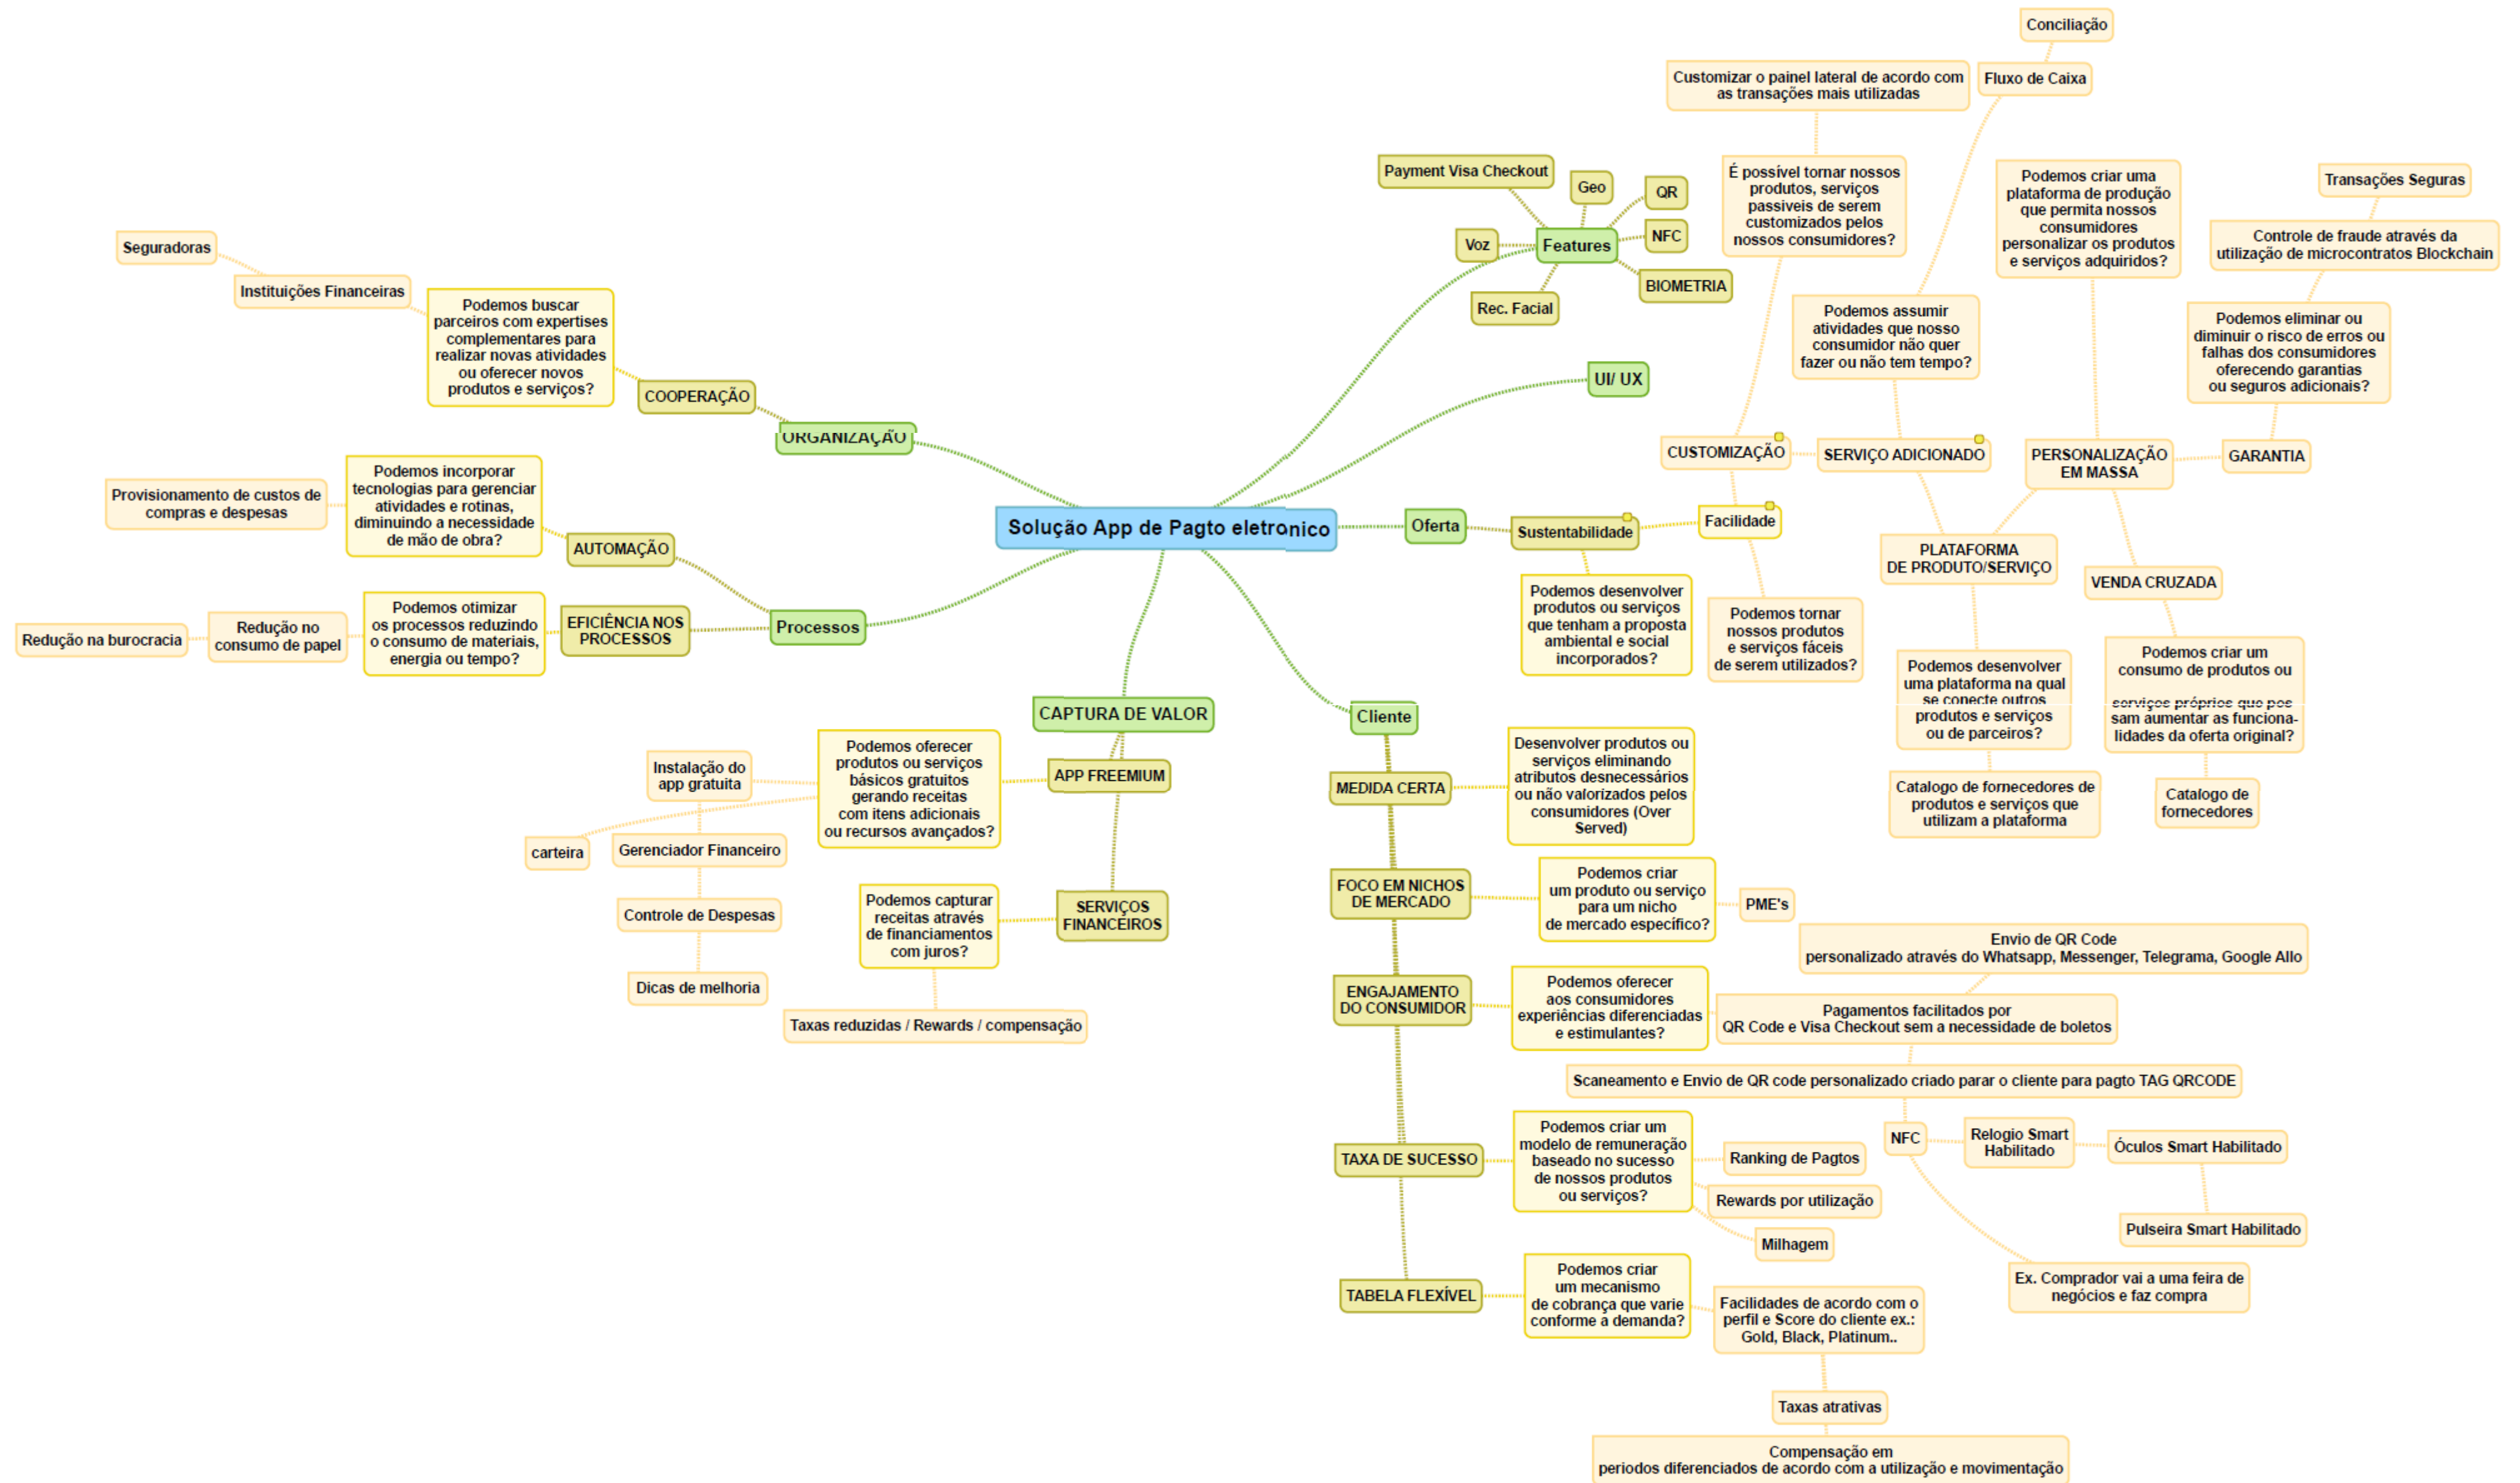 Conciliação
Fluxo de Caixa
Customizar o painel lateral de acordo com
as transações mais utilizadas
É possível tornar nossos
produtos, serviços
passiveis de serem
customizados pelos
nossos consumidores?
Podemos assumir
atividades que nosso
consumidor não quer
fazer ou não tem tempo?
Podemos criar uma
plataforma de produção
que permita nossos
consumidores
personalizar os produtos
e serviços adquiridos?
Transações Seguras
Controle de fraude através da
utilização de microcontratos Blockchain
Podemos eliminar ou
diminuir o risco de erros ou
falhas dos consumidores
oferecendo garantias
ou seguros adicionais?
Payment Visa Checkout
Geo
QR
NFC
Voz
Features
BIOMETRIA
Rec. Facial
UI/ UX
Seguradoras
Instituições Financeiras
Podemos buscar
parceiros com expertises
complementares para
realizar novas atividades
ou oferecer novos
produtos e serviços?
COOPERAÇÃO
ORGANIZAÇÃO
Provisionamento de custos de
compras e despesas
Podemos incorporar
tecnologias para gerenciar
atividades e rotinas,
diminuindo a necessidade
de mão de obra?
AUTOMAÇÃO
Redução na burocracia
Redução no
consumo de papel
Podemos otimizar
os processos reduzindo
o consumo de materiais,
energia ou tempo?
EFICIÊNCIA NOS
PROCESSOS
Processos
Solução App de Pagto eletronico
Oferta
Sustentabilidade
Facilidade
CUSTOMIZAÇÃO
SERVIÇO ADICIONADO
PERSONALIZAÇÃO
EM MASSA
GARANTIA
PLATAFORMA
DE PRODUTO/SERVIÇO
VENDA CRUZADA
Podemos desenvolver
produtos ou serviços
que tenham a proposta
ambiental e social
incorporados?
Podemos tornar
nossos produtos
e serviços fáceis
de serem utilizados?
Podemos desenvolver
uma plataforma na qual
se conecte outros
produtos e serviços
ou de parceiros?
Podemos criar um
consumo de produtos ou
serviços próprios que pos
sam aumentar as funciona-
lidades da oferta original?
Catalogo de fornecedores de
produtos e serviços que
utilizam a plataforma
Catalogo de
fornecedores
CAPTURA DE VALOR
APP FREEMIUM
Podemos oferecer
produtos ou serviços
básicos gratuitos
gerando receitas
com itens adicionais
ou recursos avançados?
Instalação do
app gratuita
carteira
Gerenciador Financeiro
Controle de Despesas
Dicas de melhoria
SERVIÇOS
FINANCEIROS
Podemos capturar
receitas através
de financiamentos
com juros?
Taxas reduzidas / Rewards / compensação
Cliente
MEDIDA CERTA
Desenvolver produtos ou
serviços eliminando
atributos desnecessários
ou não valorizados pelos
consumidores (Over
Served)
FOCO EM NICHOS
DE MERCADO
Podemos criar
um produto ou serviço
para um nicho
de mercado específico?
PME's
ENGAJAMENTO
DO CONSUMIDOR
Podemos oferecer
aos consumidores
experiências diferenciadas
e estimulantes?
Envio de QR Code
personalizado através do Whatsapp, Messenger, Telegrama, Google Allo
Pagamentos facilitados por
QR Code e Visa Checkout sem a necessidade de boletos
Scaneamento e Envio de QR code personalizado criado parar o cliente para pagto TAG QRCODE
NFC
Relogio Smart
Habilitado
Óculos Smart Habilitado
Pulseira Smart Habilitado
Ex. Comprador vai a uma feira de
negócios e faz compra
TAXA DE SUCESSO
Podemos criar um
modelo de remuneração
baseado no sucesso
de nossos produtos
ou serviços?
Ranking de Pagtos
Rewards por utilização
Milhagem
TABELA FLEXÍVEL
Podemos criar
um mecanismo
de cobrança que varie
conforme a demanda?
Facilidades de acordo com o
perfil e Score do cliente ex.:
Gold, Black, Platinum..
Taxas atrativas
Compensação em
periodos diferenciados de acordo com a utilização e movimentação